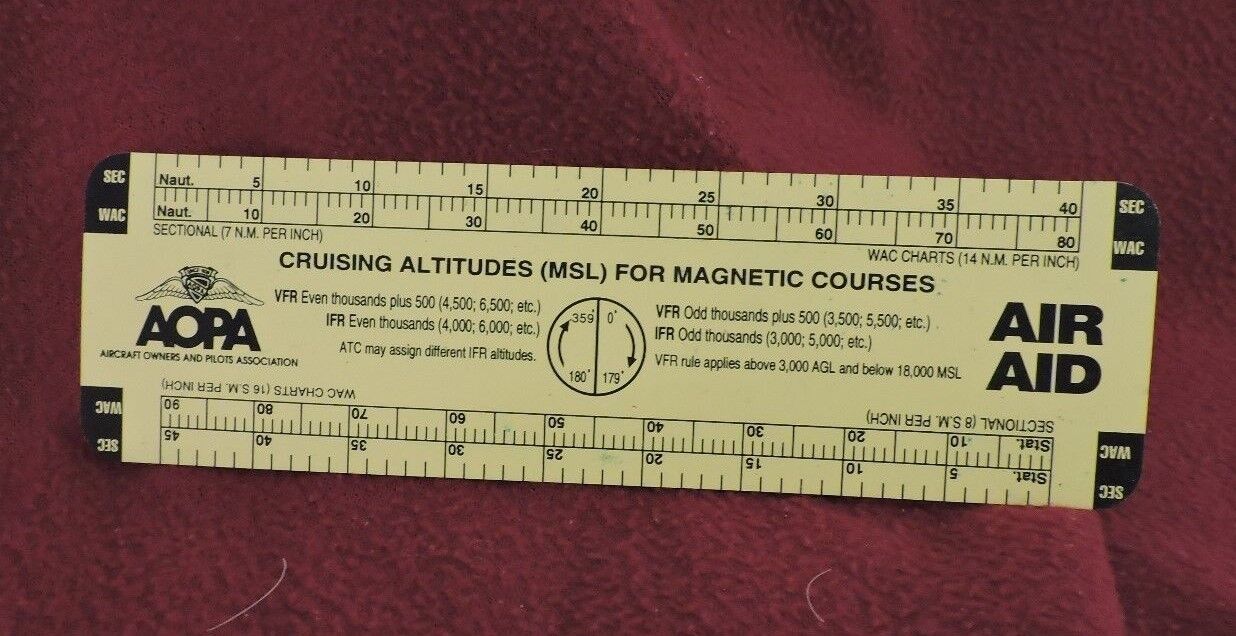 SEC
Naut. 5 10 15 20 25 30 35 40
SEC
WAC
Naut. 10 20 30 40 50 60 70 80
WAC
SECTIONAL (7 N.M. PER INCH)
WAC CHARTS (14 N.M. PER INCH)
CRUISING ALTITUDES (MSL) FOR MAGNETIC COURSES
AOPA
AIRCRAFT OWNERS AND PILOTS ASSOCIATION
VFR Even thousands plus 500 (4,500; 6,500; etc.)
IFR Even thousands (4,000; 6,000; etc.)
ATC may assign different IFR altitudes.
359° 0°
180° 179°
VFR Odd thousands plus 500 (3,500; 5,500; etc.)
IFR Odd thousands (3,000; 5,000; etc.)
VFR rule applies above 3,000 AGL and below 18,000 MSL
AIR
AID
SEC
Stat. 5 10 15 20 25 30 35 40 45
SEC
WAC
Stat. 10 20 30 40 50 60 70 80 90
WAC
SECTIONAL (8 S.M. PER INCH)
WAC CHARTS (16 S.M. PER INCH)